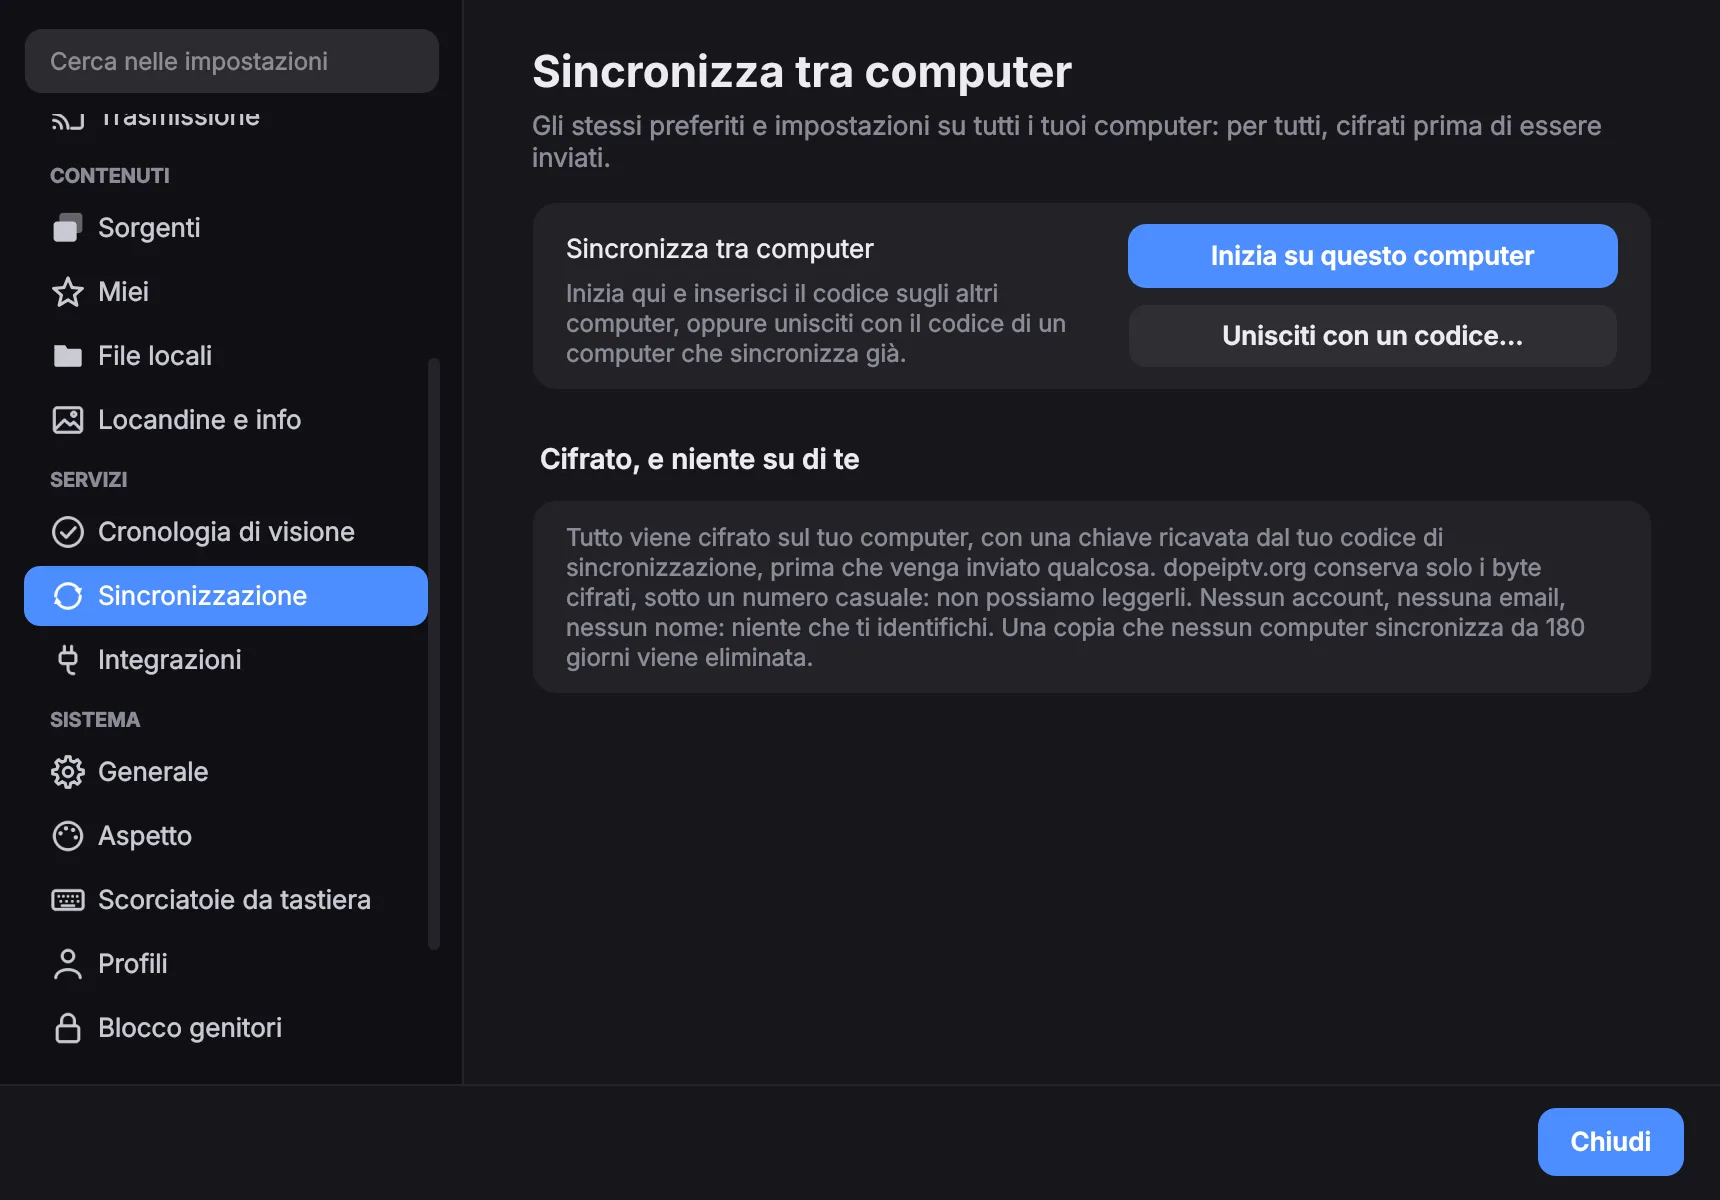 Cerca nelle impostazioni
Trasmissione
CONTENUTI
Sorgenti
Miei
File locali
Locandine e info
SERVIZI
Cronologia di visione
Sincronizzazione
Integrazioni
SISTEMA
Generale
Aspetto
Scorciatoie da tastiera
Profili
Blocco genitori
Sincronizza tra computer
Gli stessi preferiti e impostazioni su tutti i tuoi computer: per tutti, cifrati prima di essere
inviati.
Sincronizza tra computer
Inizia qui e inserisci il codice sugli altri
computer, oppure unisciti con il codice di un
computer che sincronizza già.
Inizia su questo computer
Unisciti con un codice...
Cifrato, e niente su di te
Tutto viene cifrato sul tuo computer, con una chiave ricavata dal tuo codice di
sincronizzazione, prima che venga inviato qualcosa. dopeiptv.org conserva solo i byte
cifrati, sotto un numero casuale: non possiamo leggerli. Nessun account, nessuna email,
nessun nome: niente che ti identifichi. Una copia che nessun computer sincronizza da 180
giorni viene eliminata.
Chiudi